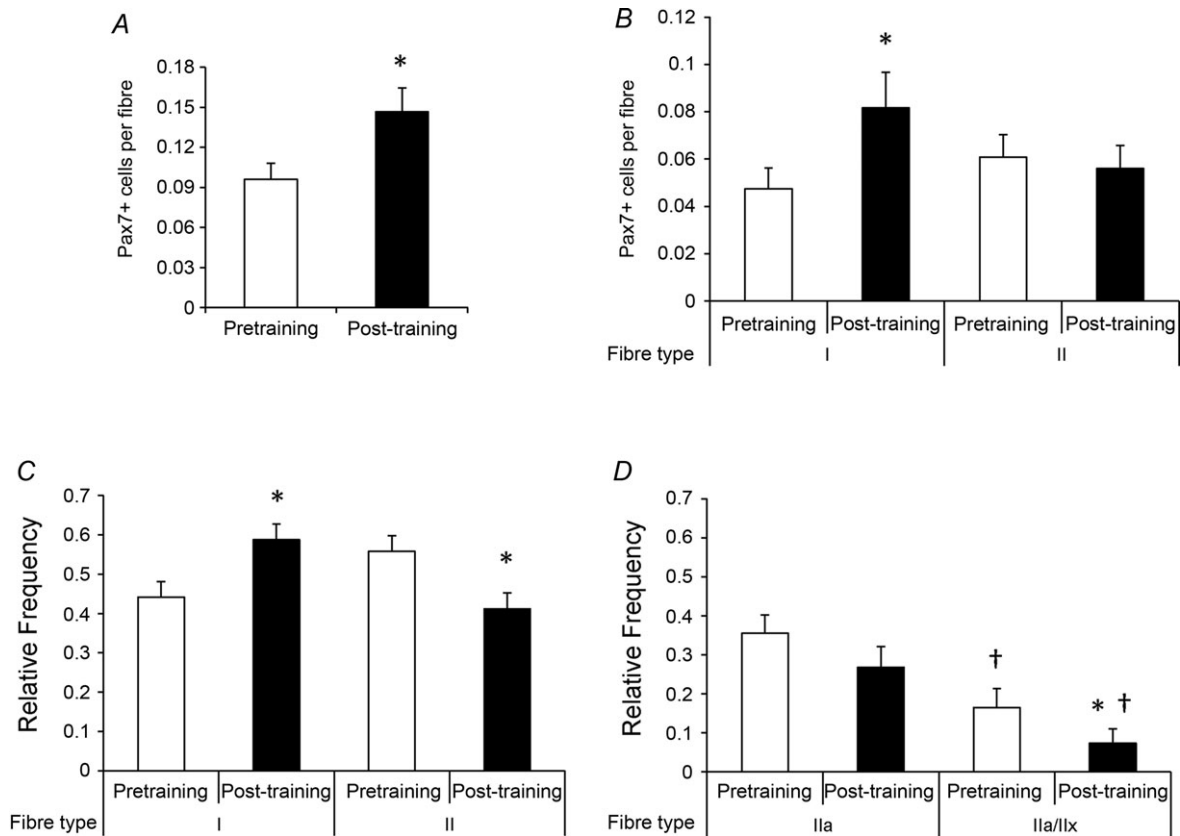 A
Pax7+ cells per fibre
0.18
0.15
0.12
0.09
0.06
0.03
0
*
Pretraining Post-training
B
Pax7+ cells per fibre
0.12
0.1
0.08
0.06
0.04
0.02
0
*
Pretraining Post-training Pretraining Post-training
Fibre type I II
C
Relative Frequency
0.7
0.6
0.5
0.4
0.3
0.2
0.1
0
*
*
Pretraining Post-training Pretraining Post-training
Fibre type I II
D
Relative Frequency
0.7
0.6
0.5
0.4
0.3
0.2
0.1
0
†
* †
Pretraining Post-training Pretraining Post-training
Fibre type IIa IIa/IIx